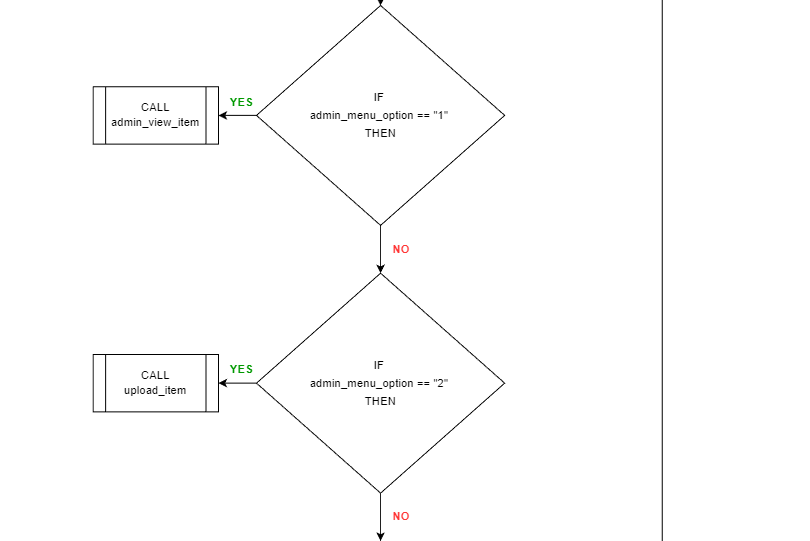 IF
admin_menu_option == "1"
THEN
YES
CALL
admin_view_item
NO
IF
admin_menu_option == "2"
THEN
YES
CALL
upload_item
NO